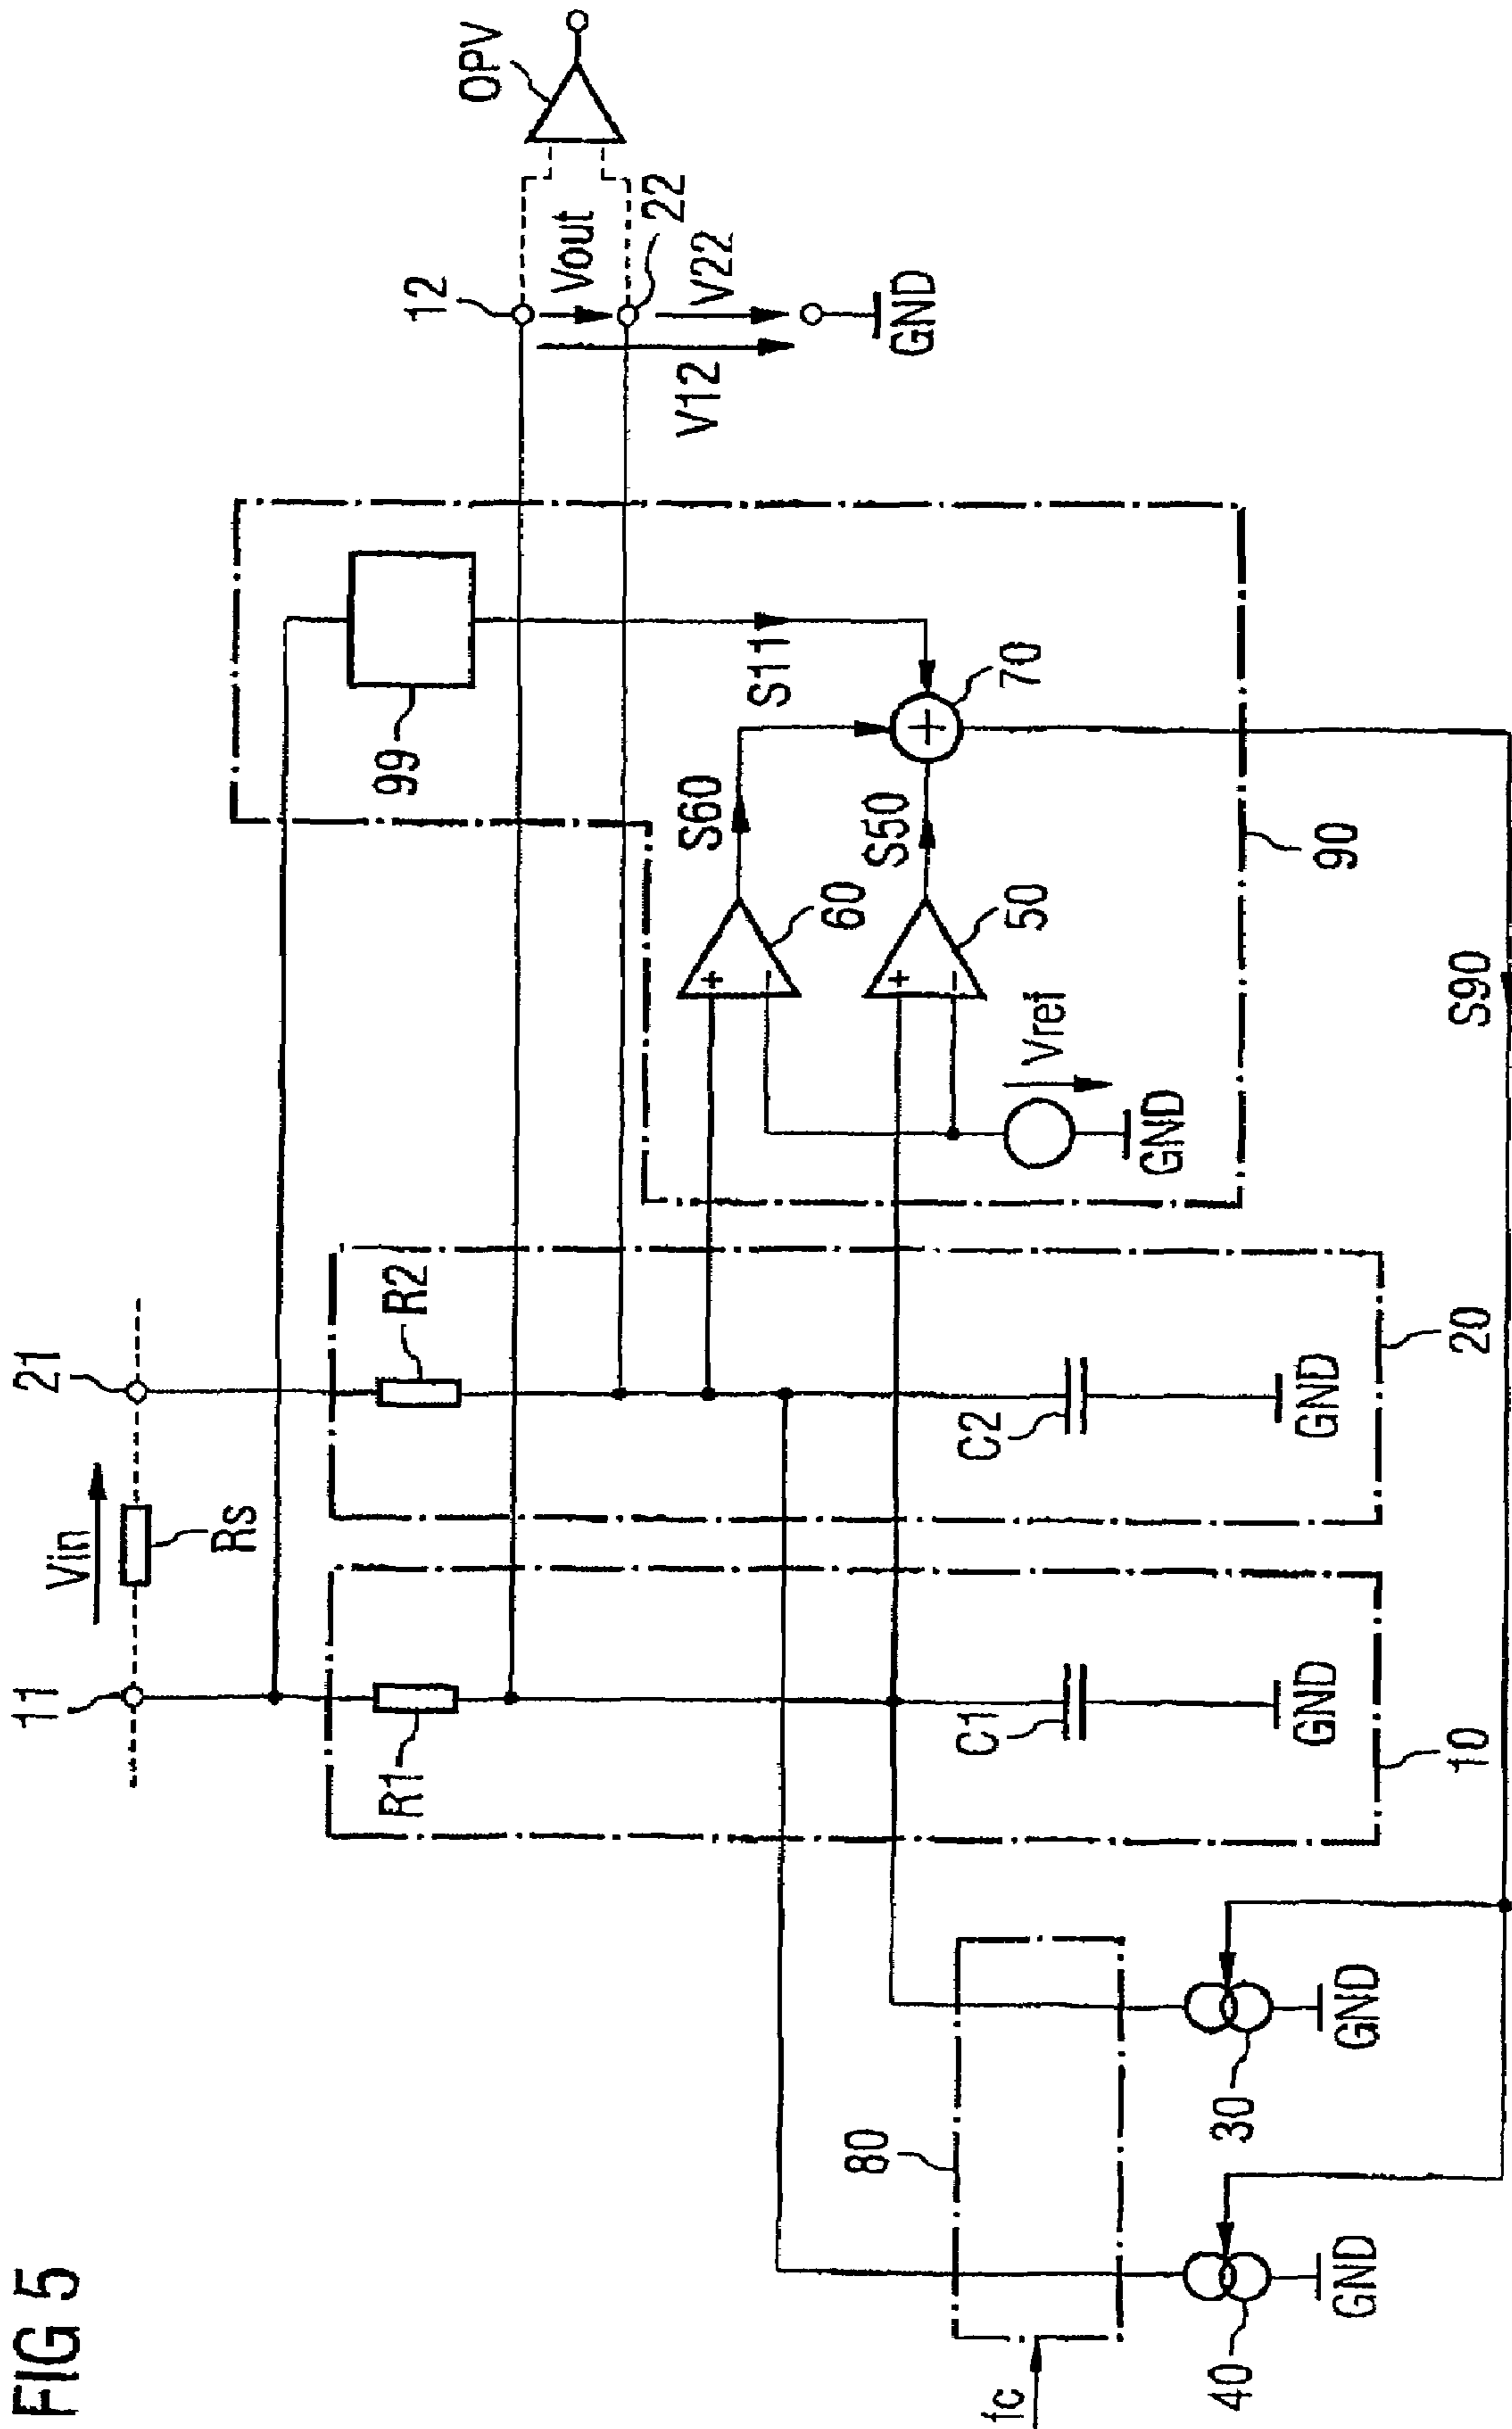 FIG 5
11
Vin
Rs
21
R1
R2
99
OPV
12
Vout
22
V12
V22
GND
S11
S60
S50
70
60
50
Vref
GND
90
80
fc
C1
C2
GND
GND
10
20
40
30
GND
GND
S90